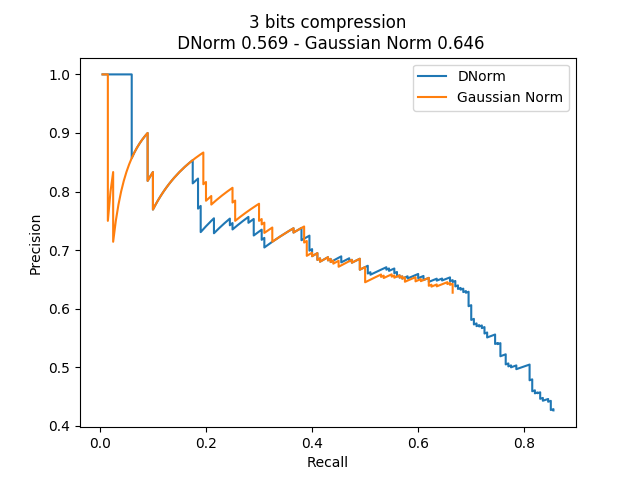 3 bits compression
DNorm 0.569 - Gaussian Norm 0.646
DNorm
Gaussian Norm
1.0
0.9
0.8
0.7
0.6
0.5
0.4
Precision
0.0 0.2 0.4 0.6 0.8
Recall